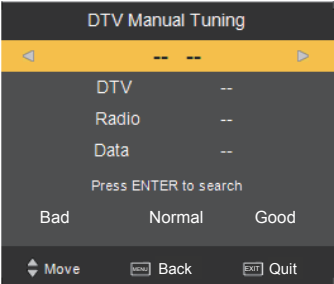 DTV Manual Tuning
-- --
DTV --
Radio --
Data --
Press ENTER to search
Bad Normal Good
Move MENU Back EXIT Quit